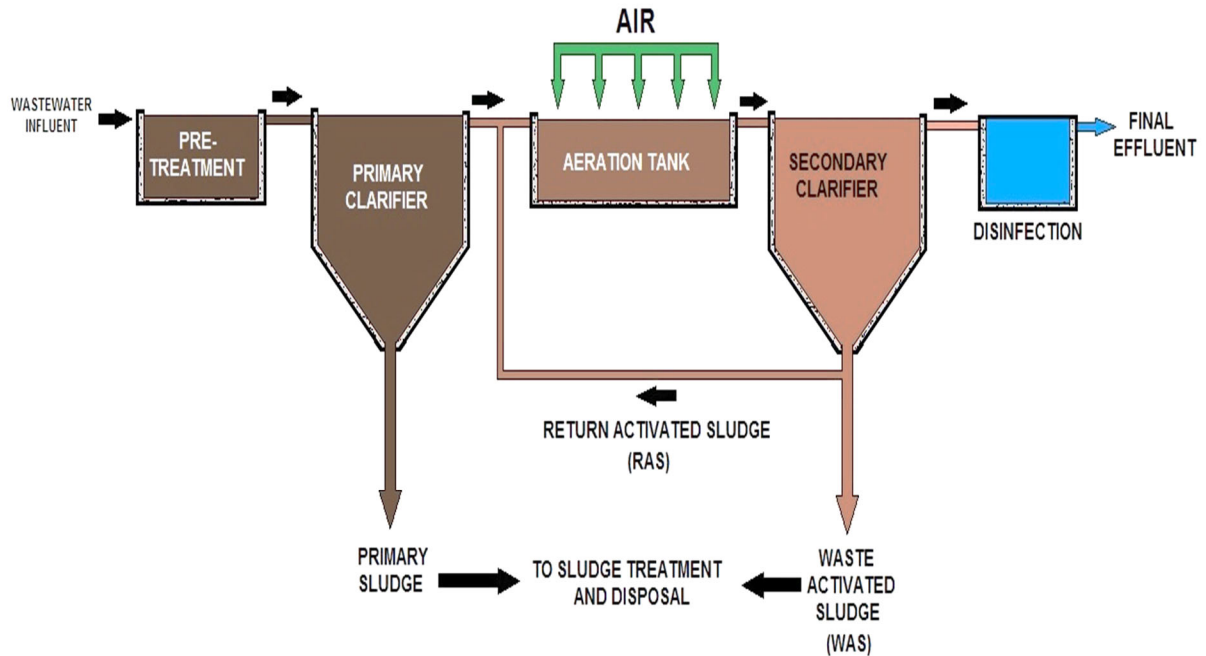 AIR
WASTEWATER
INFLUENT
PRE-
TREATMENT
PRIMARY
CLARIFIER
AERATION TANK
SECONDARY
CLARIFIER
DISINFECTION
FINAL
EFFLUENT
RETURN ACTIVATED SLUDGE
(RAS)
PRIMARY
SLUDGE
TO SLUDGE TREATMENT
AND DISPOSAL
WASTE
ACTIVATED
SLUDGE
(WAS)